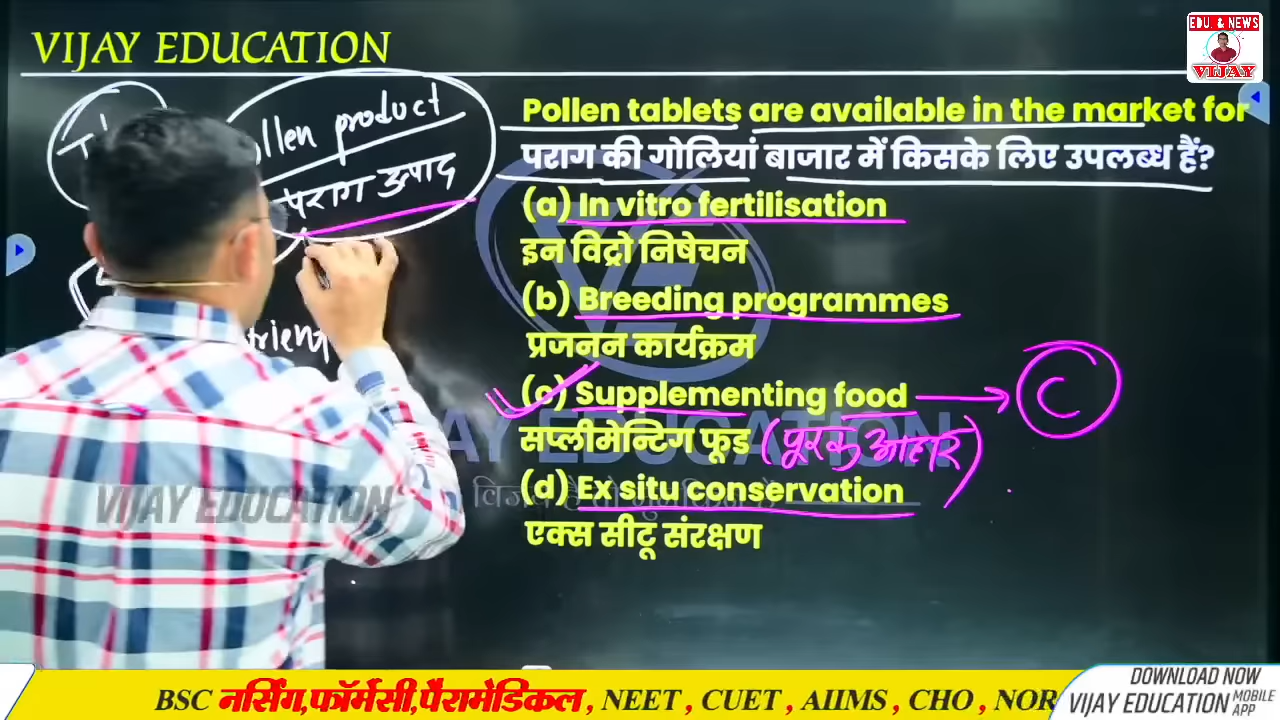 VIJAY EDUCATION
EDU. & NEWS
VIJAY
ollen product
पराग उत्पाद
trient
Pollen tablets are available in the market for
पराग की गोलियां बाजार में किसके लिए उपलब्ध हैं?
(a) In vitro fertilisation
इन विट्रो निषेचन
(b) Breeding programmes
प्रजनन कार्यक्रम
(c) Supplementing food → C
सप्लीमेन्टिग फूड (पूरक आहार)
(d) Ex situ conservation
एक्स सीटू संरक्षण
VIJAY EDUCATION
BSC नर्सिंग,फॉर्मेसी,पैरामेडिकल , NEET , CUET , AIIMS , CHO , NOR
DOWNLOAD NOW
VIJAY EDUCATION MOBILE APP